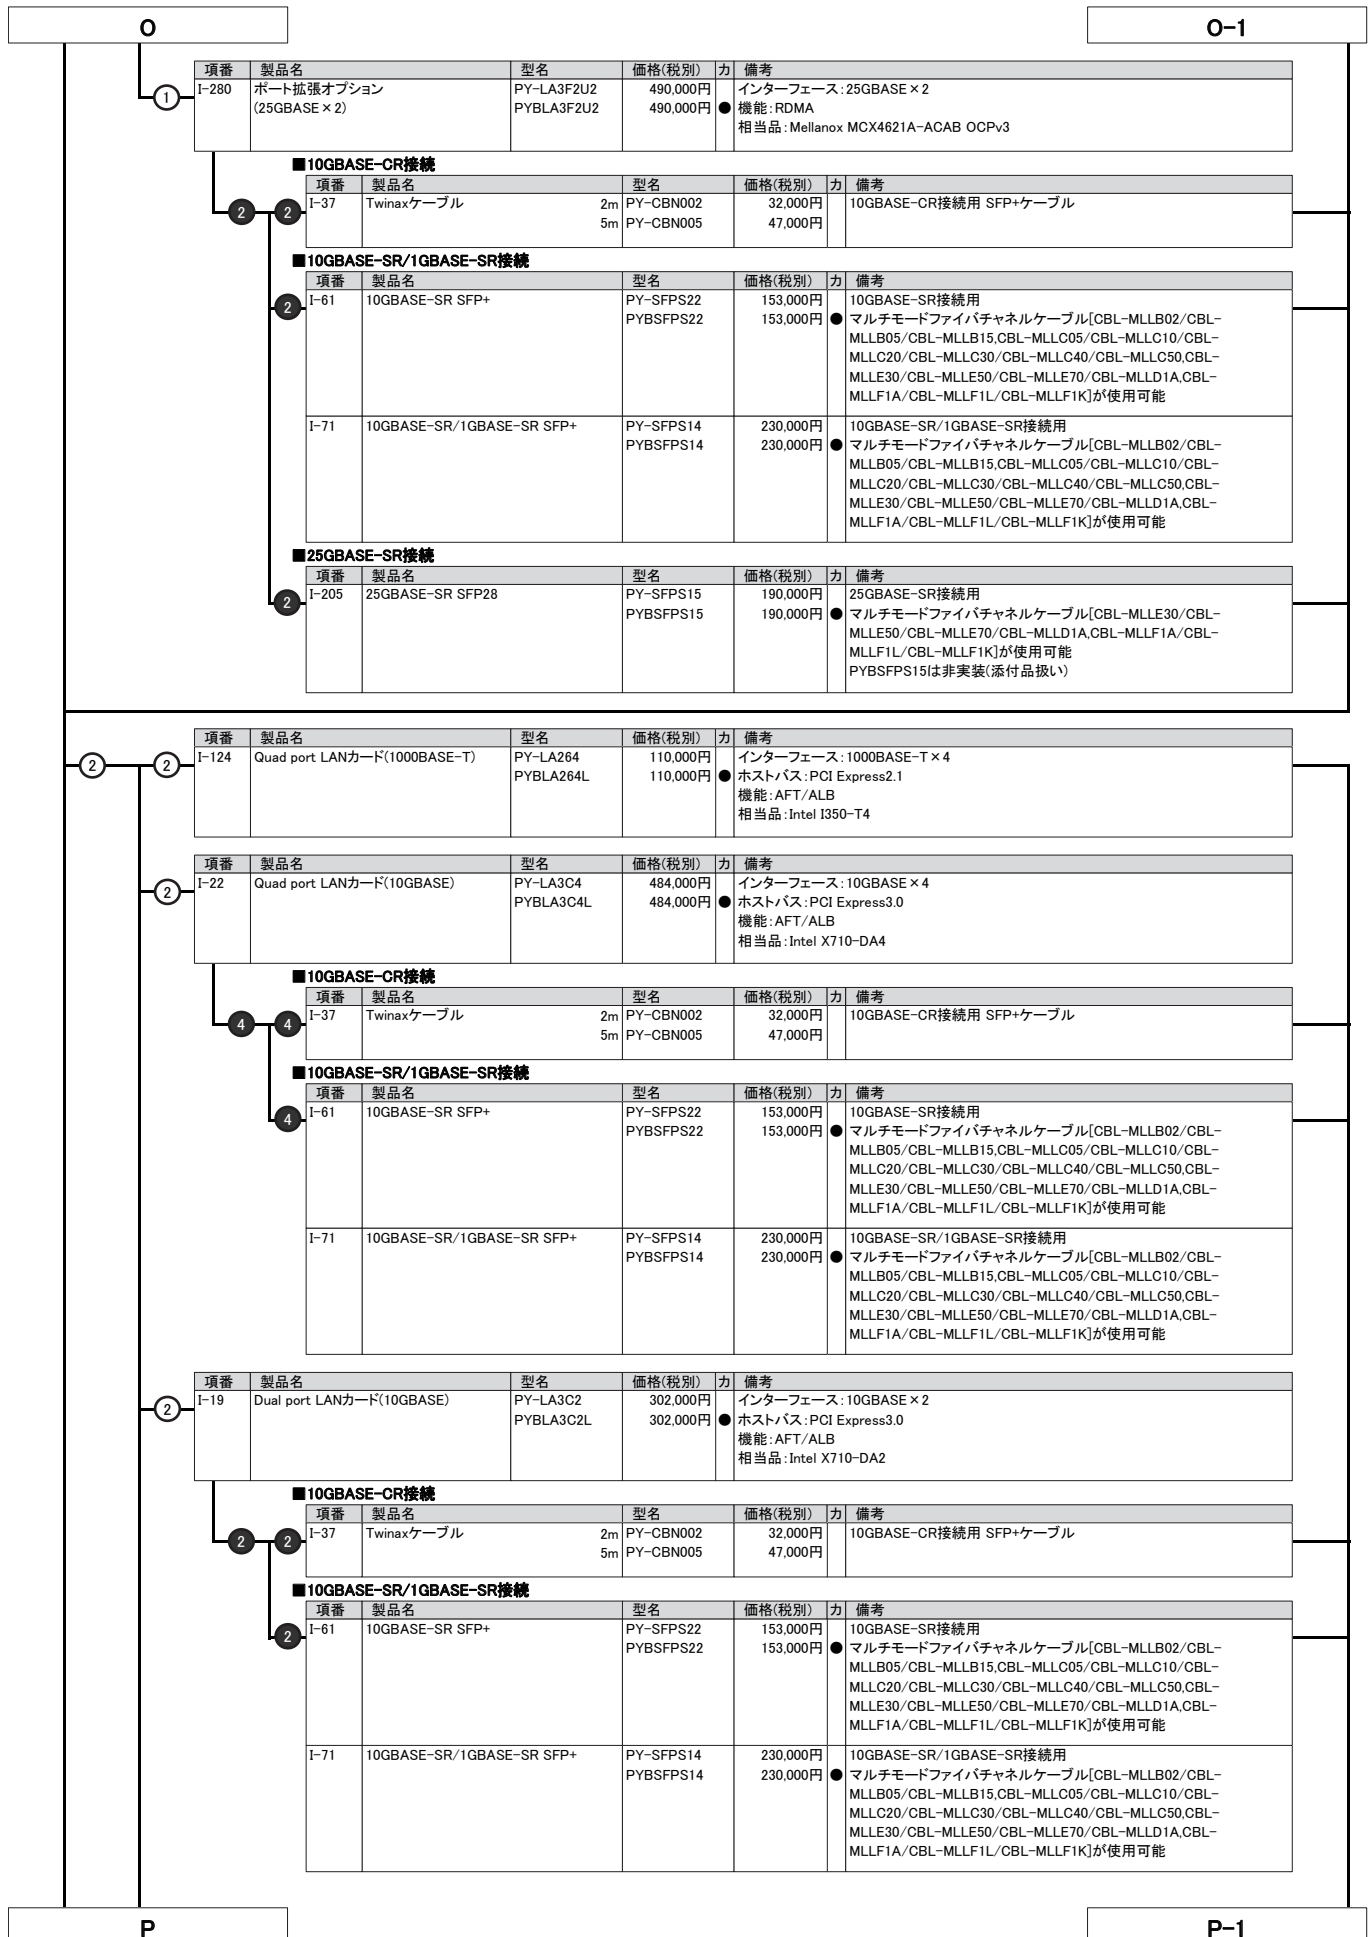 O
O-1
項番 製品名 型名 価格(税別) カ 備考
1
I-280 ポート拡張オプション PY-LA3F2U2 490,000円 インターフェース:25GBASE×2
(25GBASE×2) PYBLA3F2U2 490,000円 ● 機能:RDMA
相当品:Mellanox MCX4621A-ACAB OCPv3
■10GBASE-CR接続
項番 製品名 型名 価格(税別) カ 備考
2 2 I-37 Twinaxケーブル 2m PY-CBN002 32,000円 10GBASE-CR接続用 SFP+ケーブル
5m PY-CBN005 47,000円
■10GBASE-SR/1GBASE-SR接続
項番 製品名 型名 価格(税別) カ 備考
2 I-61 10GBASE-SR SFP+ PY-SFPS22 153,000円 10GBASE-SR接続用
PYBSFPS22 153,000円 ● マルチモードファイバチャネルケーブル[CBL-MLLB02/CBL-
MLLB05/CBL-MLLB15,CBL-MLLC05/CBL-MLLC10/CBL-
MLLC20/CBL-MLLC30/CBL-MLLC40/CBL-MLLC50,CBL-
MLLE30/CBL-MLLE50/CBL-MLLE70/CBL-MLLD1A,CBL-
MLLF1A/CBL-MLLF1L/CBL-MLLF1K]が使用可能
I-71 10GBASE-SR/1GBASE-SR SFP+ PY-SFPS14 230,000円 10GBASE-SR/1GBASE-SR接続用
PYBSFPS14 230,000円 ● マルチモードファイバチャネルケーブル[CBL-MLLB02/CBL-
MLLB05/CBL-MLLB15,CBL-MLLC05/CBL-MLLC10/CBL-
MLLC20/CBL-MLLC30/CBL-MLLC40/CBL-MLLC50,CBL-
MLLE30/CBL-MLLE50/CBL-MLLE70/CBL-MLLD1A,CBL-
MLLF1A/CBL-MLLF1L/CBL-MLLF1K]が使用可能
■25GBASE-SR接続
項番 製品名 型名 価格(税別) カ 備考
2 I-205 25GBASE-SR SFP28 PY-SFPS15 190,000円 25GBASE-SR接続用
PYBSFPS15 190,000円 ● マルチモードファイバチャネルケーブル[CBL-MLLE30/CBL-
MLLE50/CBL-MLLE70/CBL-MLLD1A,CBL-MLLF1A/CBL-
MLLF1L/CBL-MLLF1K]が使用可能
PYBSFPS15は非実装(添付品扱い)
項番 製品名 型名 価格(税別) カ 備考
2 2 I-124 Quad port LANカード(1000BASE-T) PY-LA264 110,000円 インターフェース:1000BASE-T×4
PYBLA264L 110,000円 ● ホストバス:PCI Express2.1
機能:AFT/ALB
相当品:Intel I350-T4
項番 製品名 型名 価格(税別) カ 備考
2 I-22 Quad port LANカード(10GBASE) PY-LA3C4 484,000円 インターフェース:10GBASE×4
PYBLA3C4L 484,000円 ● ホストバス:PCI Express3.0
機能:AFT/ALB
相当品:Intel X710-DA4
■10GBASE-CR接続
項番 製品名 型名 価格(税別) カ 備考
4 4 I-37 Twinaxケーブル 2m PY-CBN002 32,000円 10GBASE-CR接続用 SFP+ケーブル
5m PY-CBN005 47,000円
■10GBASE-SR/1GBASE-SR接続
項番 製品名 型名 価格(税別) カ 備考
4 I-61 10GBASE-SR SFP+ PY-SFPS22 153,000円 10GBASE-SR接続用
PYBSFPS22 153,000円 ● マルチモードファイバチャネルケーブル[CBL-MLLB02/CBL-
MLLB05/CBL-MLLB15,CBL-MLLC05/CBL-MLLC10/CBL-
MLLC20/CBL-MLLC30/CBL-MLLC40/CBL-MLLC50,CBL-
MLLE30/CBL-MLLE50/CBL-MLLE70/CBL-MLLD1A,CBL-
MLLF1A/CBL-MLLF1L/CBL-MLLF1K]が使用可能
I-71 10GBASE-SR/1GBASE-SR SFP+ PY-SFPS14 230,000円 10GBASE-SR/1GBASE-SR接続用
PYBSFPS14 230,000円 ● マルチモードファイバチャネルケーブル[CBL-MLLB02/CBL-
MLLB05/CBL-MLLB15,CBL-MLLC05/CBL-MLLC10/CBL-
MLLC20/CBL-MLLC30/CBL-MLLC40/CBL-MLLC50,CBL-
MLLE30/CBL-MLLE50/CBL-MLLE70/CBL-MLLD1A,CBL-
MLLF1A/CBL-MLLF1L/CBL-MLLF1K]が使用可能
項番 製品名 型名 価格(税別) カ 備考
2 I-19 Dual port LANカード(10GBASE) PY-LA3C2 302,000円 インターフェース:10GBASE×2
PYBLA3C2L 302,000円 ● ホストバス:PCI Express3.0
機能:AFT/ALB
相当品:Intel X710-DA2
■10GBASE-CR接続
項番 製品名 型名 価格(税別) カ 備考
2 2 I-37 Twinaxケーブル 2m PY-CBN002 32,000円 10GBASE-CR接続用 SFP+ケーブル
5m PY-CBN005 47,000円
■10GBASE-SR/1GBASE-SR接続
項番 製品名 型名 価格(税別) カ 備考
2 I-61 10GBASE-SR SFP+ PY-SFPS22 153,000円 10GBASE-SR接続用
PYBSFPS22 153,000円 ● マルチモードファイバチャネルケーブル[CBL-MLLB02/CBL-
MLLB05/CBL-MLLB15,CBL-MLLC05/CBL-MLLC10/CBL-
MLLC20/CBL-MLLC30/CBL-MLLC40/CBL-MLLC50,CBL-
MLLE30/CBL-MLLE50/CBL-MLLE70/CBL-MLLD1A,CBL-
MLLF1A/CBL-MLLF1L/CBL-MLLF1K]が使用可能
I-71 10GBASE-SR/1GBASE-SR SFP+ PY-SFPS14 230,000円 10GBASE-SR/1GBASE-SR接続用
PYBSFPS14 230,000円 ● マルチモードファイバチャネルケーブル[CBL-MLLB02/CBL-
MLLB05/CBL-MLLB15,CBL-MLLC05/CBL-MLLC10/CBL-
MLLC20/CBL-MLLC30/CBL-MLLC40/CBL-MLLC50,CBL-
MLLE30/CBL-MLLE50/CBL-MLLE70/CBL-MLLD1A,CBL-
MLLF1A/CBL-MLLF1L/CBL-MLLF1K]が使用可能
P
P-1